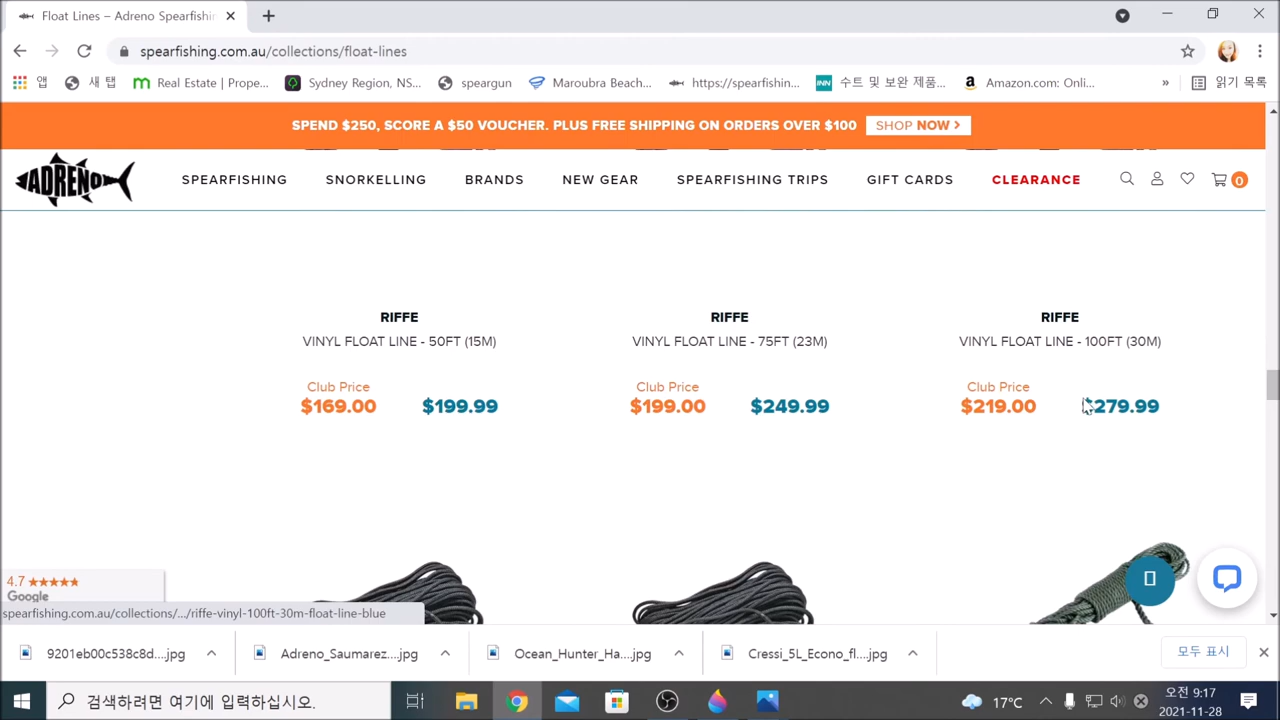 Float Lines – Adreno Spearfishin
spearfishing.com.au/collections/float-lines
앱 새 탭 Real Estate | Prope... Sydney Region, NS... speargun Maroubra Beach... https://spearfishin... 수트 및 보완 제품... Amazon.com: Onli... » 읽기 목록
SPEND $250, SCORE A $50 VOUCHER. PLUS FREE SHIPPING ON ORDERS OVER $100 SHOP NOW >
ADRENO SPEARFISHING SNORKELLING BRANDS NEW GEAR SPEARFISHING TRIPS GIFT CARDS CLEARANCE 0
RIFFE RIFFE RIFFE
VINYL FLOAT LINE - 50FT (15M) VINYL FLOAT LINE - 75FT (23M) VINYL FLOAT LINE - 100FT (30M)
Club Price Club Price Club Price
$169.00 $199.99 $199.00 $249.99 $219.00 $279.99
4.7
Google
spearfishing.com.au/collections/.../riffe-vinyl-100ft-30m-float-line-blue
9201eb00c538c8d....jpg Adreno_Saumarez....jpg Ocean_Hunter_Ha....jpg Cressi_5L_Econo_fl....jpg 모두 표시
검색하려면 여기에 입력하십시오. 17°C 오전 9:17
2021-11-28